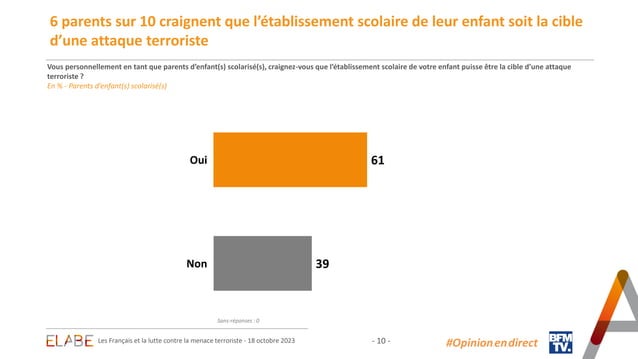 6 parents sur 10 craignent que l’établissement scolaire de leur enfant soit la cible
d’une attaque terroriste
Vous personnellement en tant que parents d’enfant(s) scolarisé(s), craignez-vous que l’établissement scolaire de votre enfant puisse être la cible d’une attaque
terroriste ?
En % - Parents d’enfant(s) scolarisé(s)
Oui 61
Non 39
Sans réponses : 0
ELABE Les Français et la lutte contre la menace terroriste - 18 octobre 2023 - 10 - #Opinion.en.direct BFM
TV.